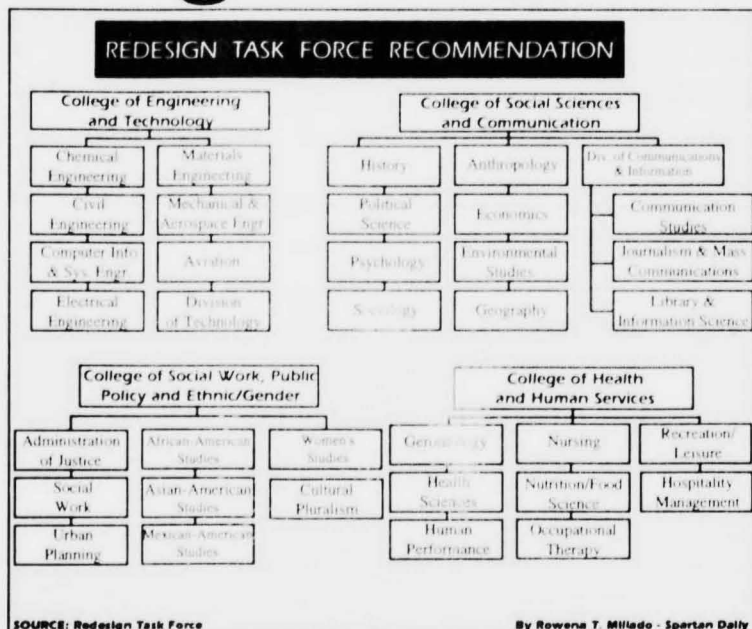 REDESIGN TASK FORCE RECOMMENDATION
College of Engineering
and Technology
Chemical
Engineering
Materials
Engineering
Civil
Engineering
Mechanical &
Aerospace Engr
Computer Info
& Sys. Engr
Aviation
Electrical
Engineering
Division
of Technology
College of Social Sciences
and Communication
History
Anthropology
Div. of Communications
& Information
Political
Science
Economics
Communication
Studies
Psychology
Environmental
Studies
Journalism & Mass
Communications
Sociology
Geography
Library &
Information Science
College of Social Work, Public
Policy and Ethnic/Gender
Administration
of Justice
African-American
Studies
Women's
Studies
Social
Work
Asian-American
Studies
Cultural
Pluralism
Urban
Planning
Mexican-American
Studies
College of Health
and Human Services
Gerontology
Nursing
Recreation/
Leisure
Health
Sciences
Nutrition/Food
Science
Hospitality
Management
Human
Performance
Occupational
Therapy
SOURCE: Redesign Task Force
By Rowena T. Millado - Spartan Daily